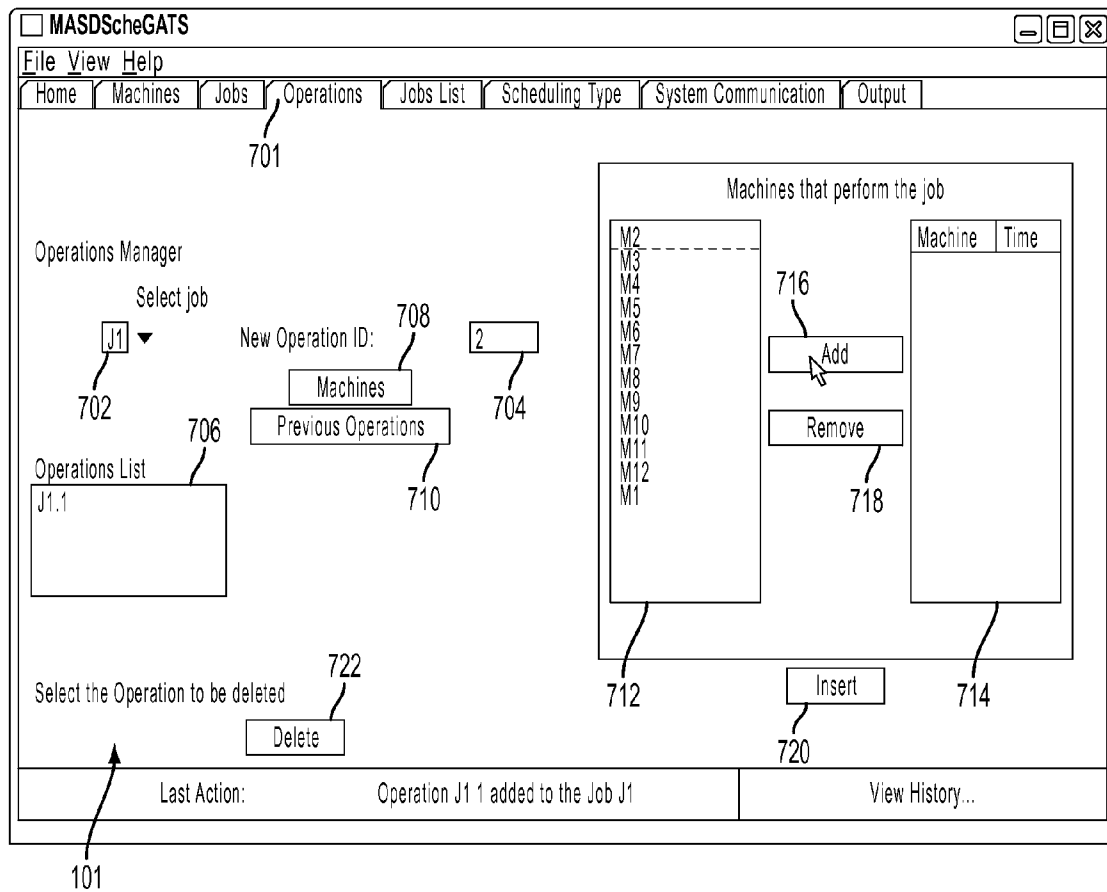 MASDScheGATS
File View Help
Home Machines Jobs Operations Jobs List Scheduling Type System Communication Output
701
Machines that perform the job
Operations Manager
Select job
J1
702
New Operation ID:
708
2
704
Machines
Previous Operations
710
706
Operations List
J1.1
M2
M3
M4
M5
M6
M7
M8
M9
M10
M11
M12
M1
712
716
Add
Remove
718
Machine Time
714
Insert
720
Select the Operation to be deleted
722
Delete
Last Action: Operation J1 1 added to the Job J1 View History...
101